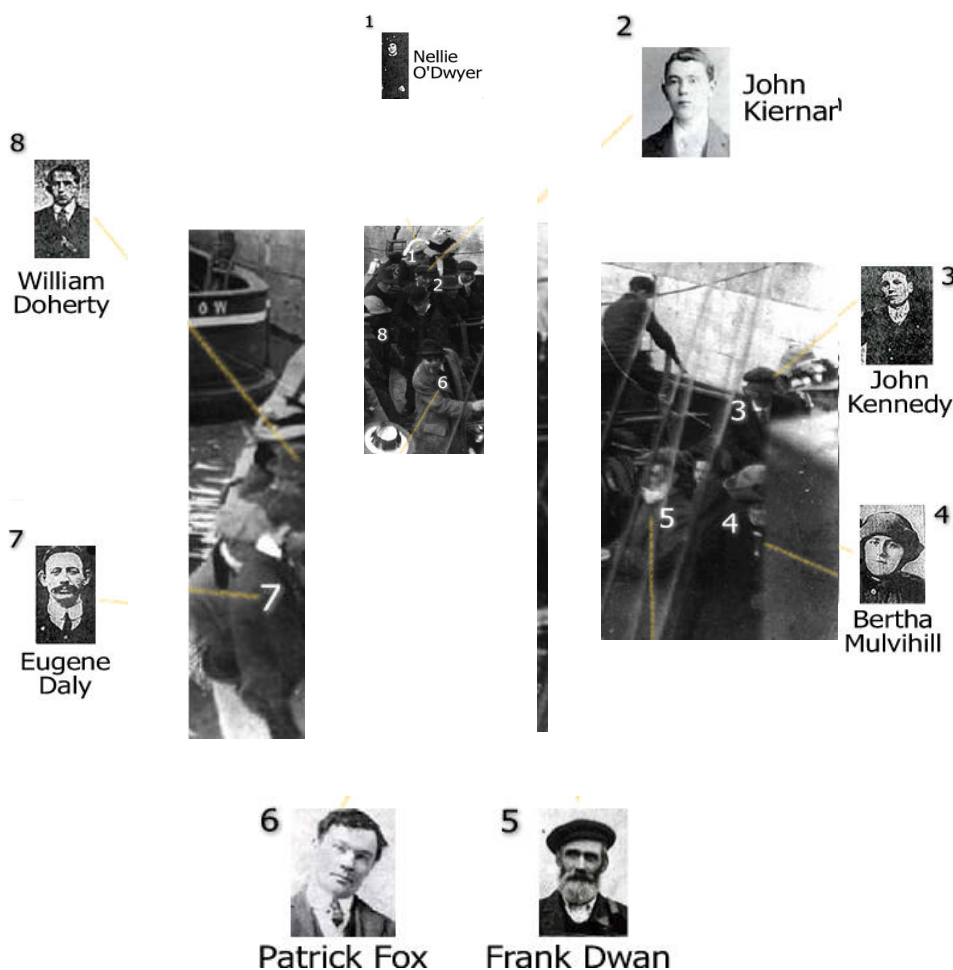 1
Nellie
O'Dwyer
2
John
Kiernan
8
William
Doherty
3
John
Kennedy
1
2
8
6
3
5
4
7
7
Eugene
Daly
4
Bertha
Mulvihill
6
Patrick Fox
5
Frank Dwan